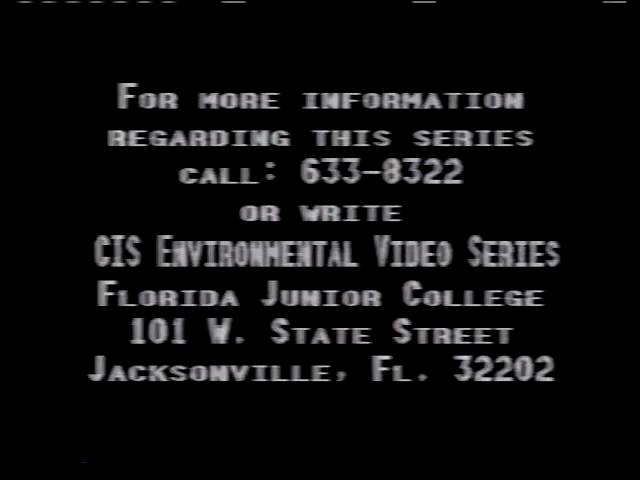 For more information
regarding this series
call: 633-8322
or write
CIS Environmental Video Series
Florida Junior College
101 W. State Street
Jacksonville, Fl. 32202